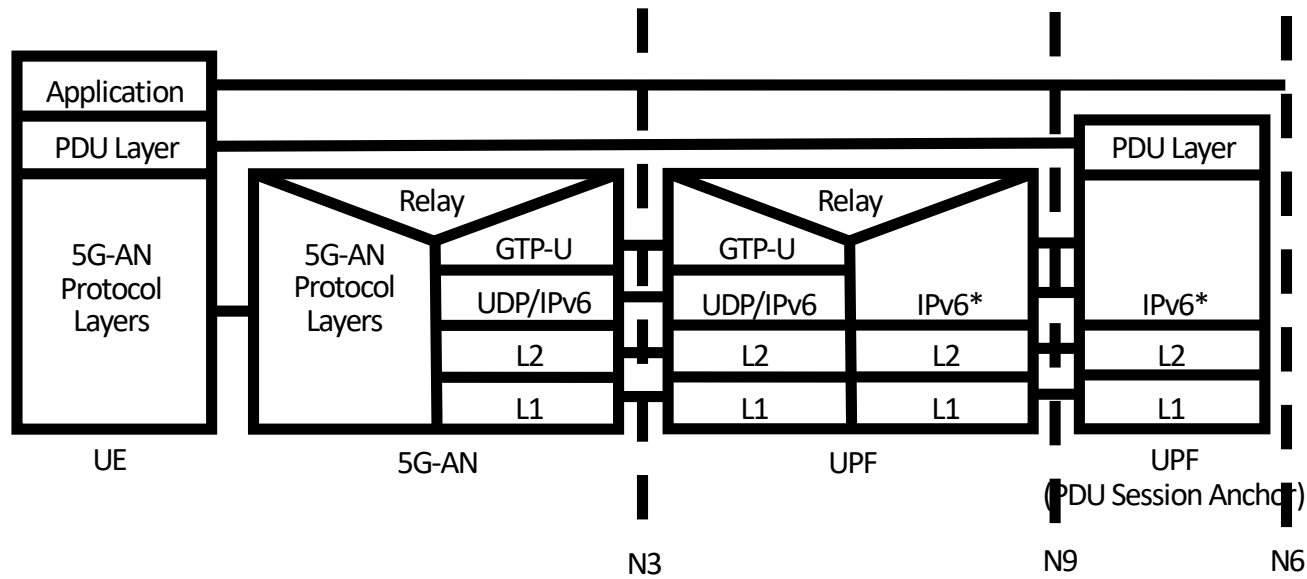 Application
PDU Layer
PDU Layer
Relay
Relay
5G-AN
Protocol
Layers
5G-AN
Protocol
Layers
GTP-U
GTP-U
UDP/IPv6
UDP/IPv6
IPv6*
IPv6*
L2
L2
L2
L2
L1
L1
L1
L1
UE
5G-AN
UPF
UPF
(PDU Session Anchor)
N3
N9
N6